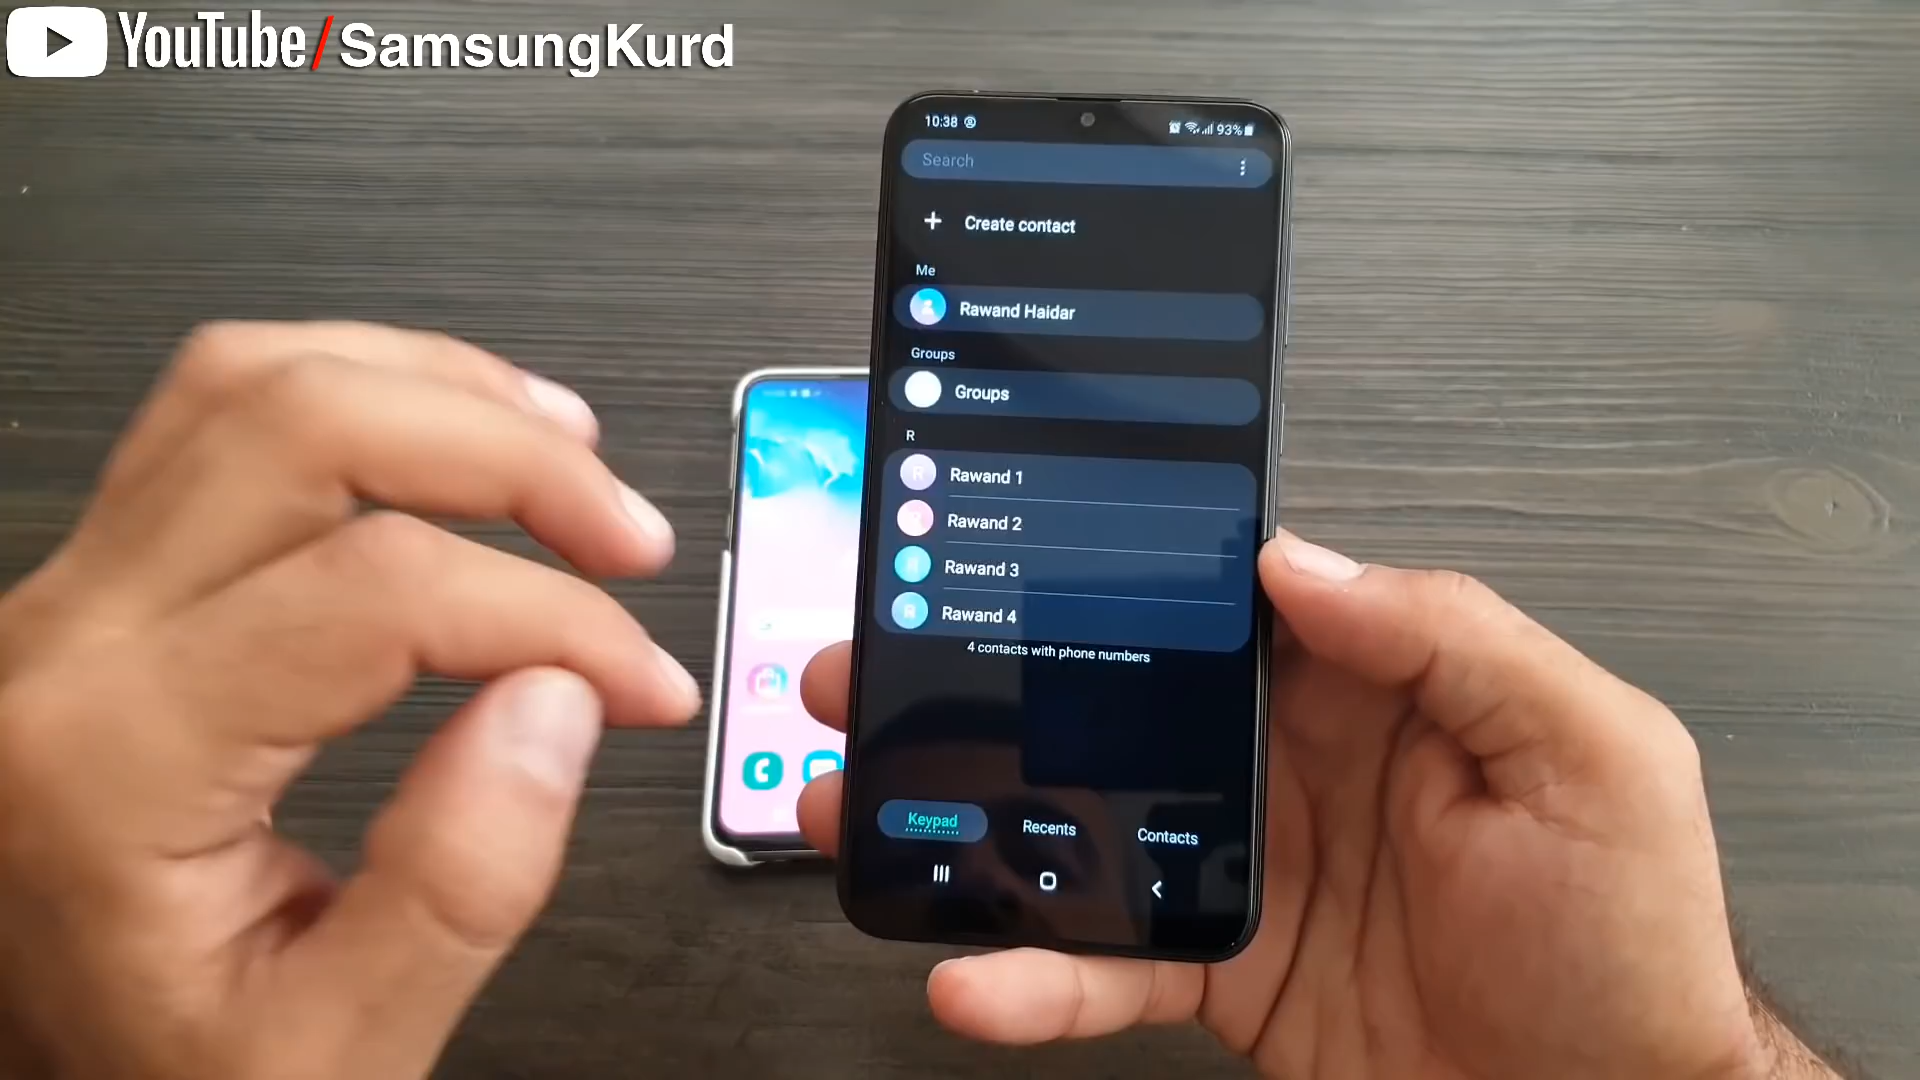 YouTube/SamsungKurd
10:38 93%
Search
Create contact
Me
Rawand Haidar
Groups
Groups
R
R
Rawand 1
Rawand 2
Rawand 3
R
Rawand 4
4 contacts with phone numbers
Keypad Recents Contacts